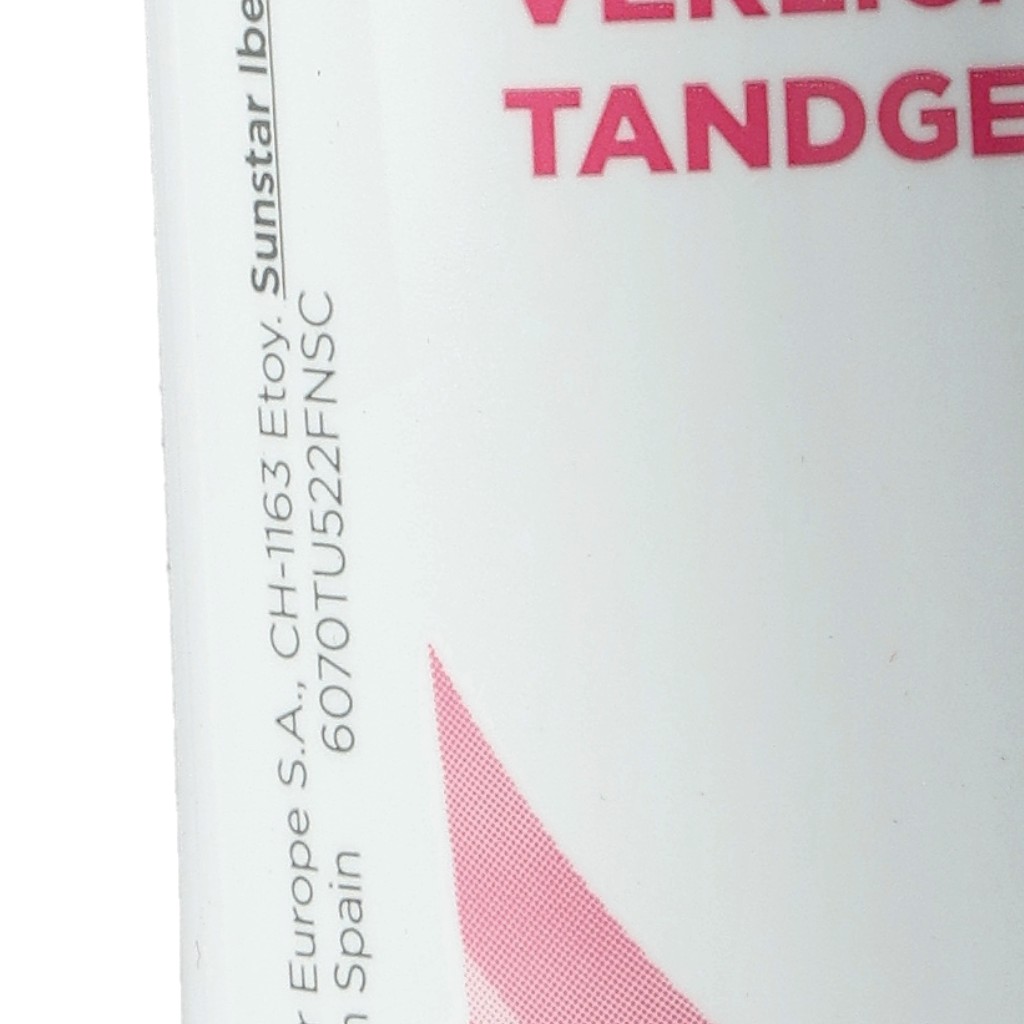 TANDGE
r Europe S.A., CH-1163 Etoy. Sunstar Ibe
n Spain 6070TU522FNSC